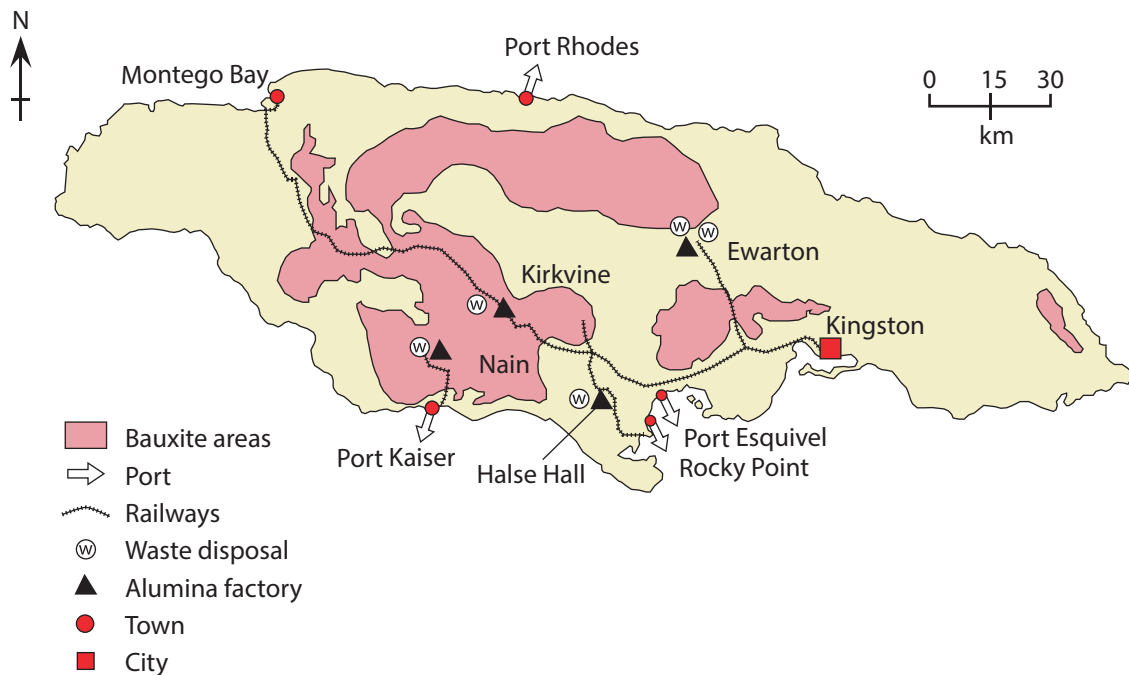 N
Port Rhodes
Montego Bay
0 15 30
km
Ewarton
Kirkvine
Kingston
Nain
Port Kaiser
Halse Hall
Port Esquivel
Rocky Point
W
W
W
W
W
Bauxite areas
Port
Railways
W Waste disposal
Alumina factory
Town
City